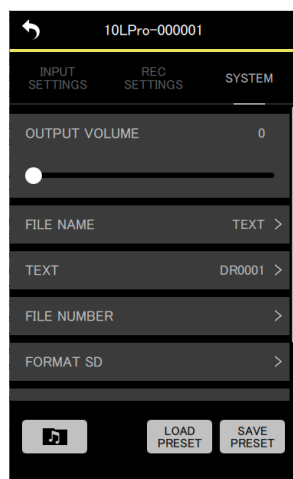 10LPro-000001
INPUT SETTINGS REC SETTINGS SYSTEM
OUTPUT VOLUME 0
FILE NAME TEXT >
TEXT DR0001 >
FILE NUMBER >
FORMAT SD >
LOAD PRESET SAVE PRESET